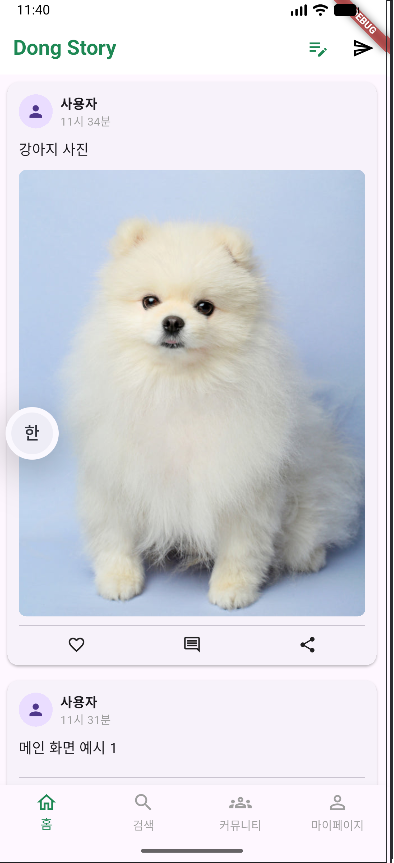 11:40
DEBUG
Dong Story
사용자
11시 34분
강아지 사진
한
사용자
11시 31분
메인 화면 예시 1
홈
검색
커뮤니티
마이페이지